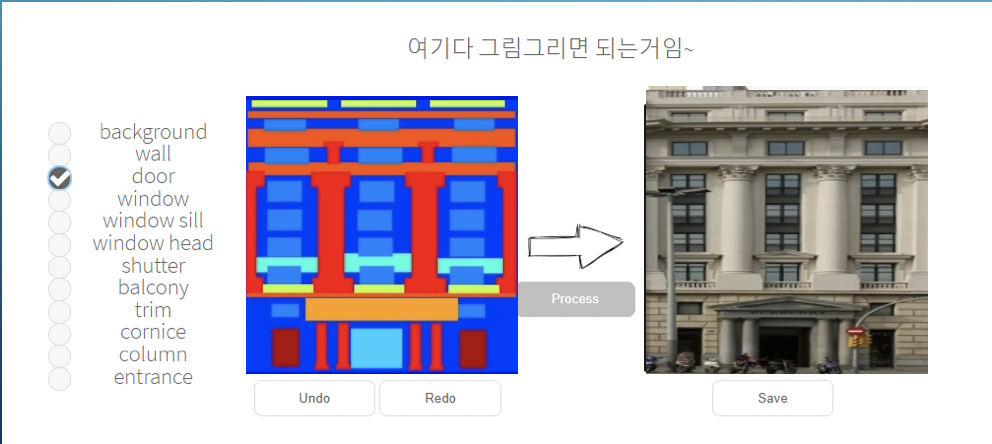 여기다 그림그리면 되는거임~
background
wall
door
window
window sill
window head
shutter
balcony
trim
cornice
column
entrance
Process
Undo
Redo
Save